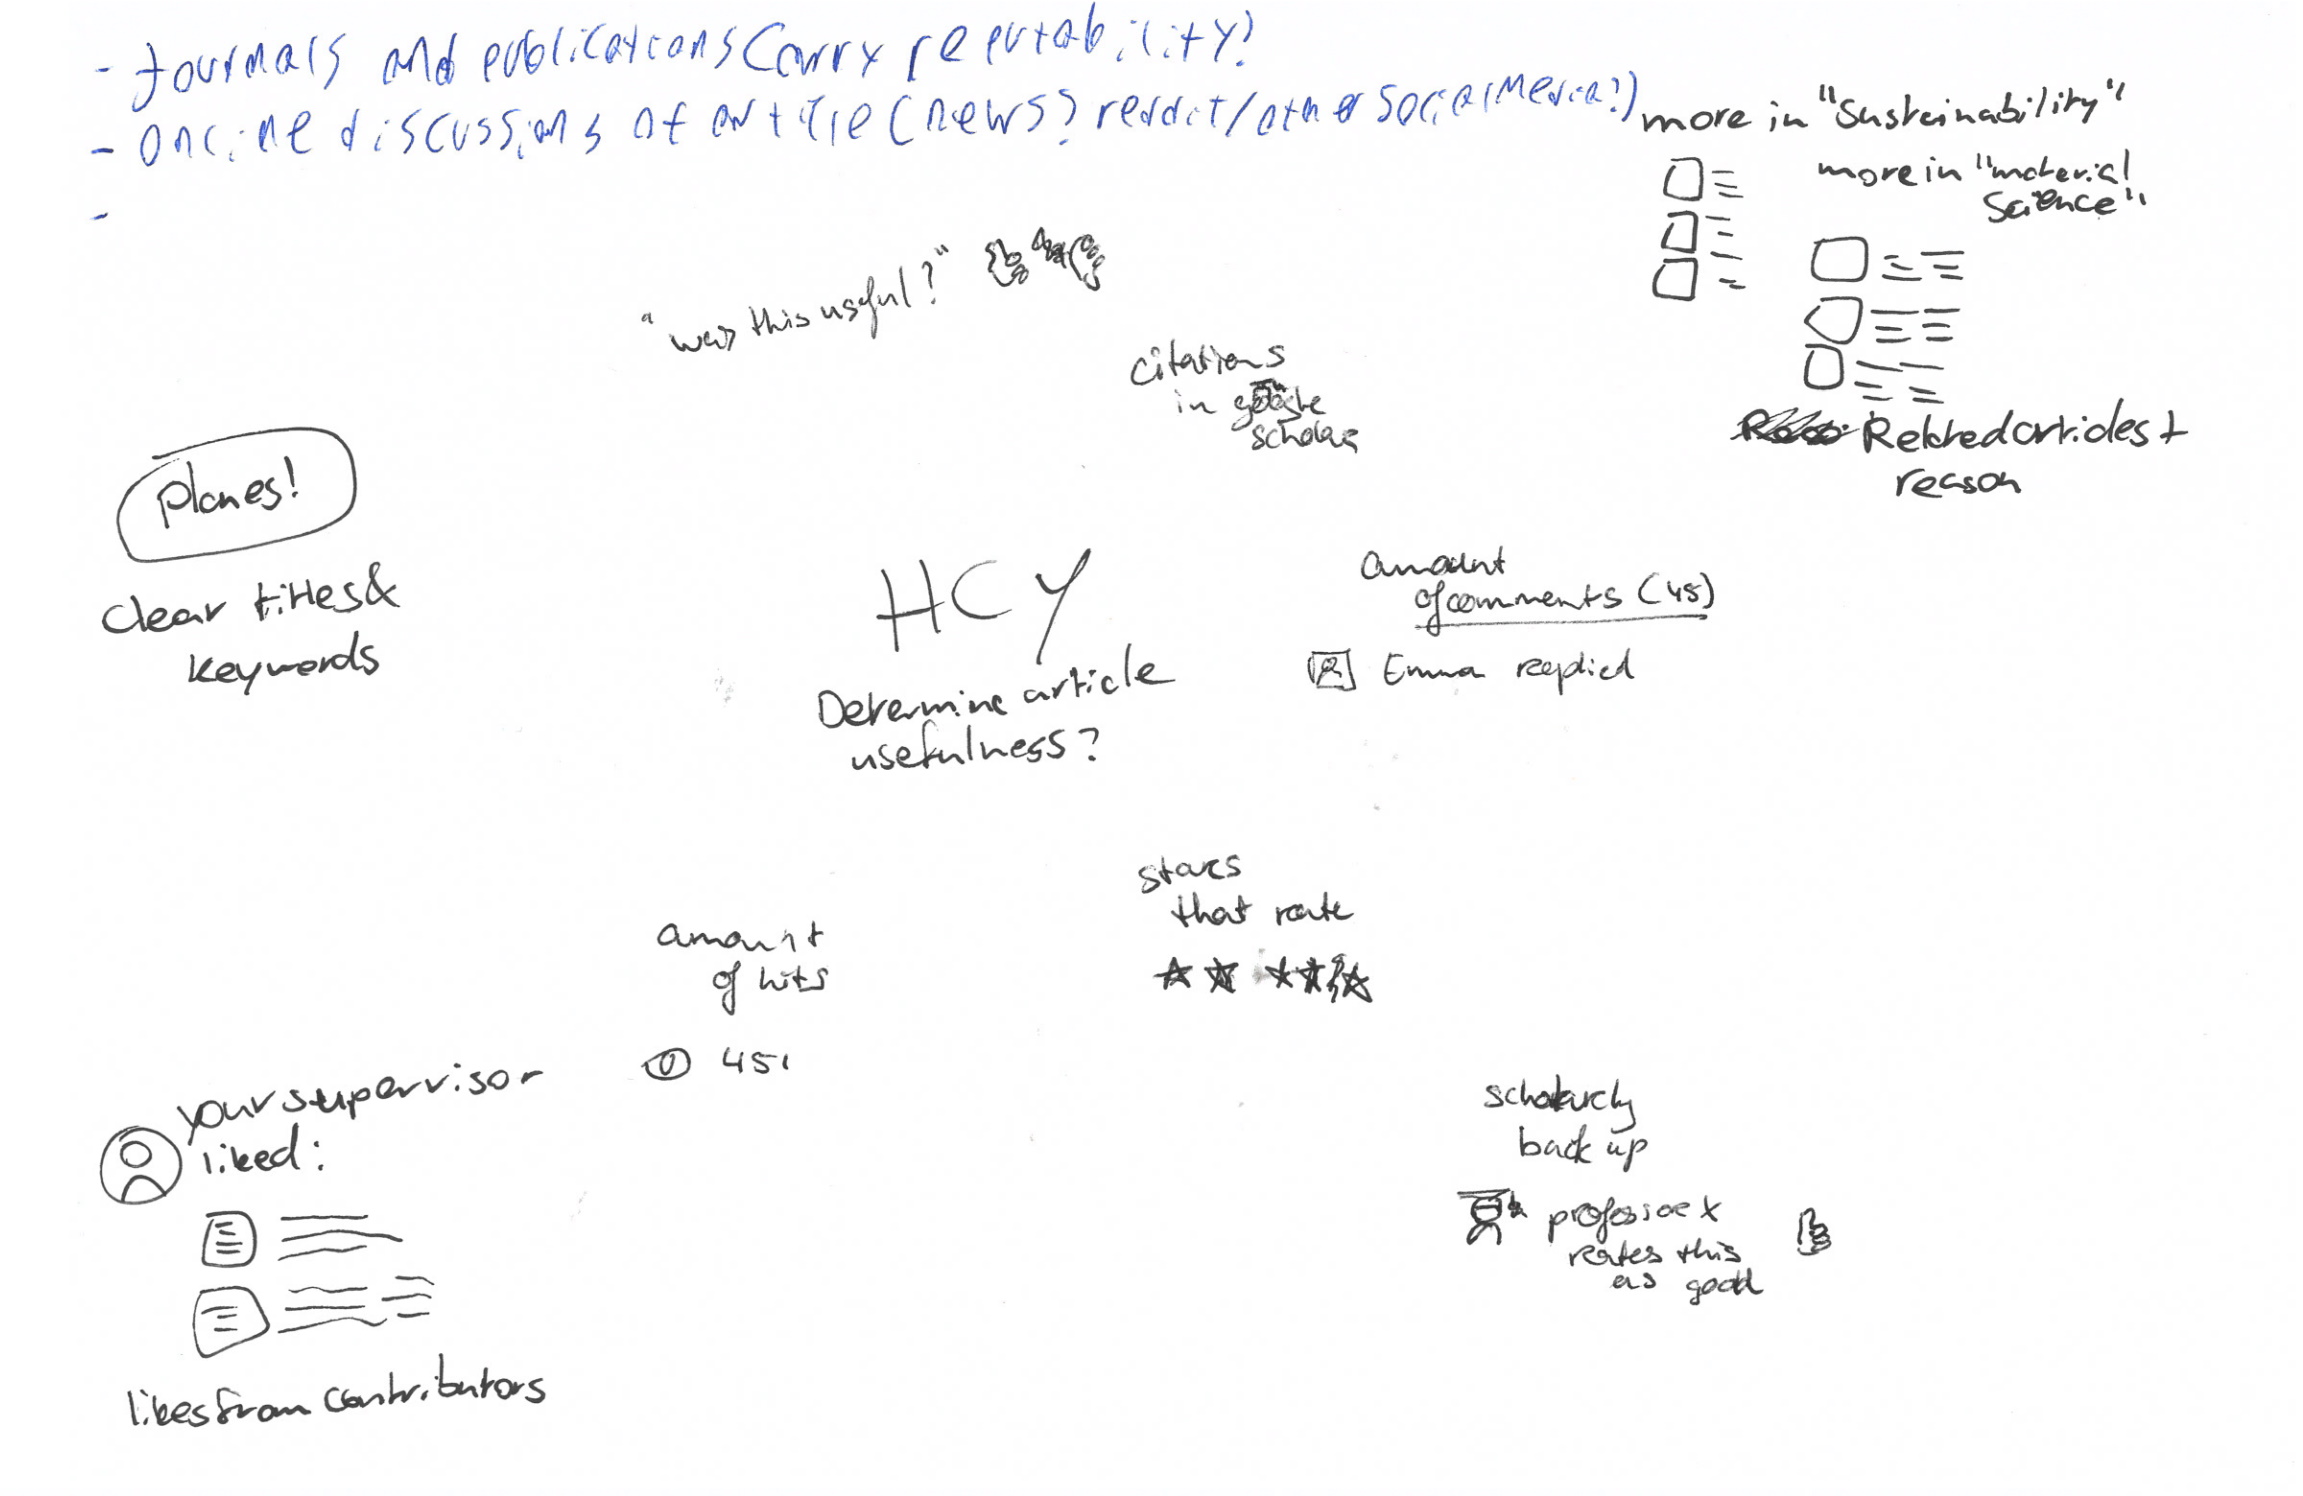 - Journals and publications Carry reputability?
- online discussions of article (news? reddit/other social Media?)
-
more in "Sustainability"
more in "material
Science"
Related articles +
reason
"was this useful?"
citations
in google
scholar
planes!
clear titles &
keywords
HCY
Determine article
usefulness?
amount
of comments (45)
Emma replied
stars
that rate
amount
of hits
451
your supervisor
liked:
likes from contributors
scholarly
back up
professor X
rates this
as good